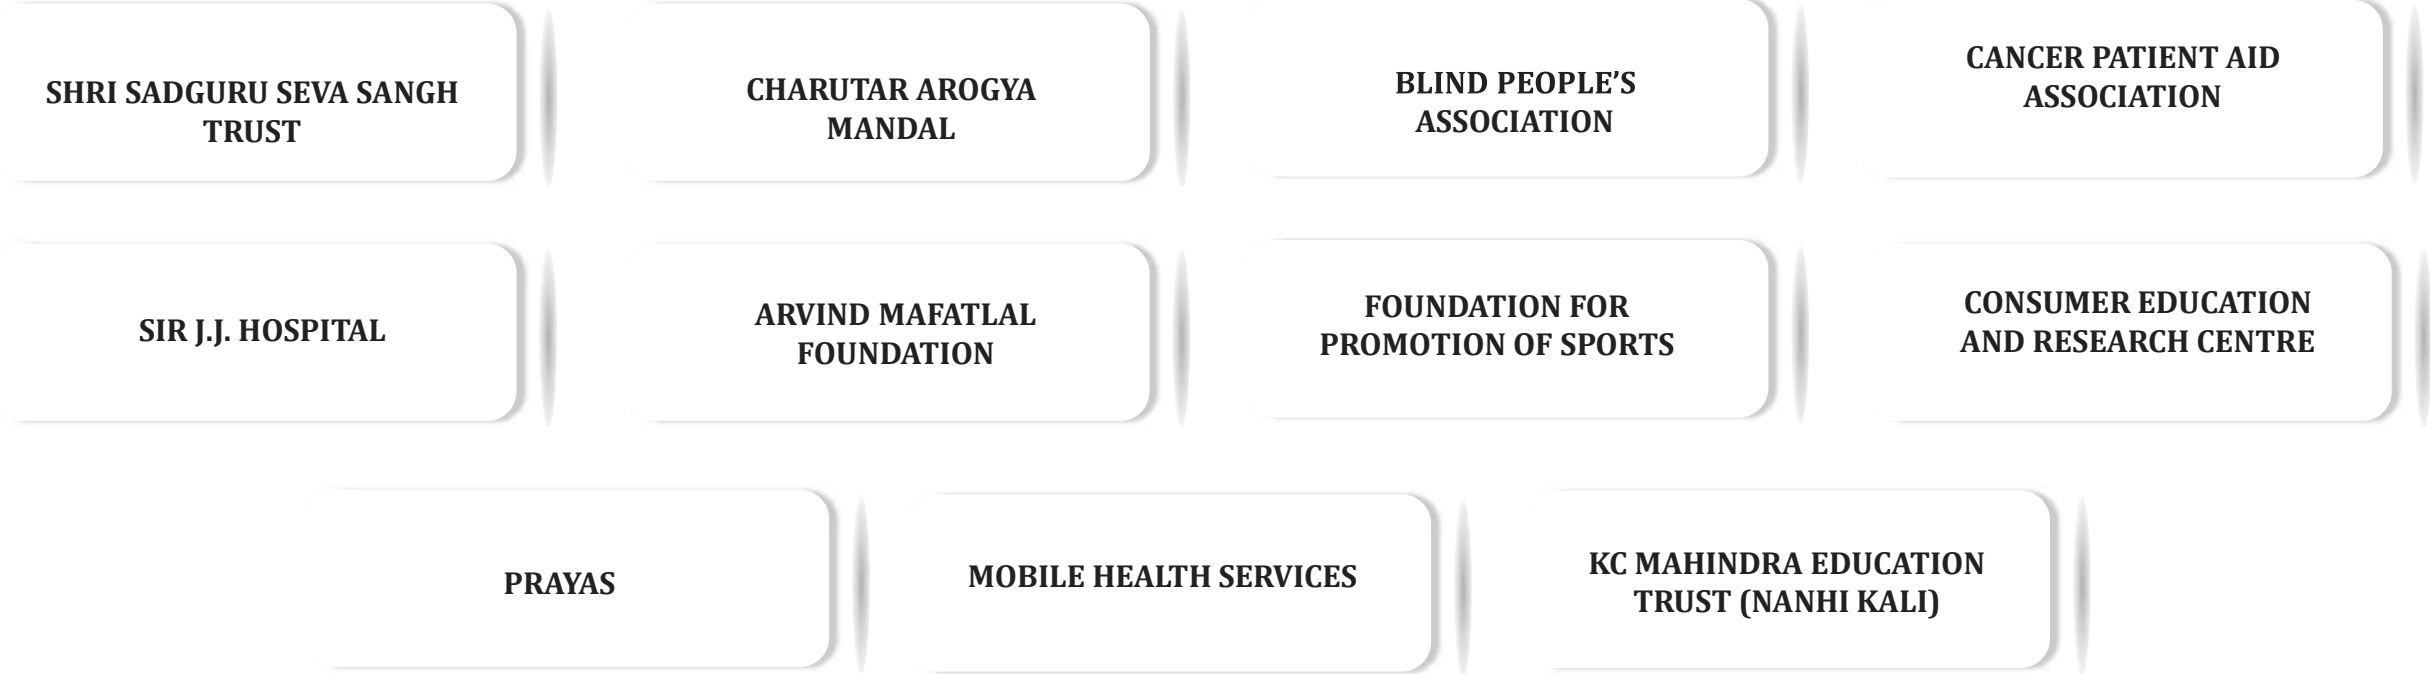 SHRI SADGURU SEVA SANGH
TRUST
CHARUTAR AROGYA
MANDAL
BLIND PEOPLE’S
ASSOCIATION
CANCER PATIENT AID
ASSOCIATION
SIR J.J. HOSPITAL
ARVIND MAFATLAL
FOUNDATION
FOUNDATION FOR
PROMOTION OF SPORTS
CONSUMER EDUCATION
AND RESEARCH CENTRE
PRAYAS
MOBILE HEALTH SERVICES
KC MAHINDRA EDUCATION
TRUST (NANHI KALI)